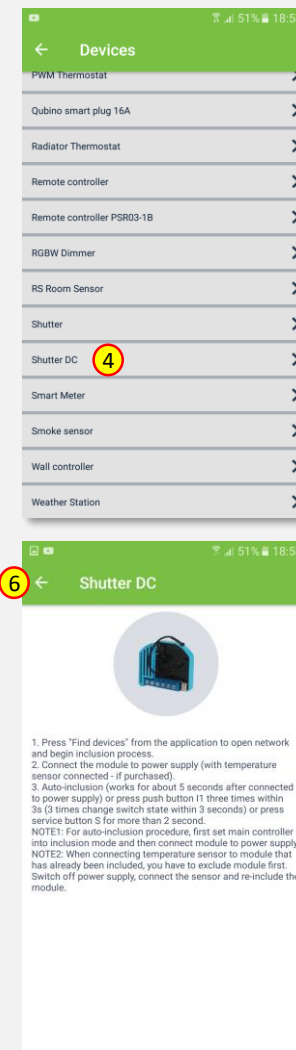 51% 18:5
Devices
PWM Thermostat
Qubino smart plug 16A
Radiator Thermostat
Remote controller
Remote controller PSR03-1B
RGBW Dimmer
RS Room Sensor
Shutter
Shutter DC 4
Smart Meter
Smoke sensor
Wall controller
Weather Station
51% 18:5
6 Shutter DC
1. Press "Find devices" from the application to open network
and begin inclusion process.
2. Connect the module to power supply (with temperature
sensor connected - if purchased).
3. Auto-inclusion (works for about 5 seconds after connected
to power supply) or press push button I1 three times within
3s (3 times change switch state within 3 seconds) or press
service button S for more than 2 second.
NOTE1: For auto-inclusion procedure, first set main controller
into inclusion mode and then connect module to power supply
NOTE2: When connecting temperature sensor to module that
has already been included, you have to exclude module first.
Switch off power supply, connect the sensor and re-include the
module.